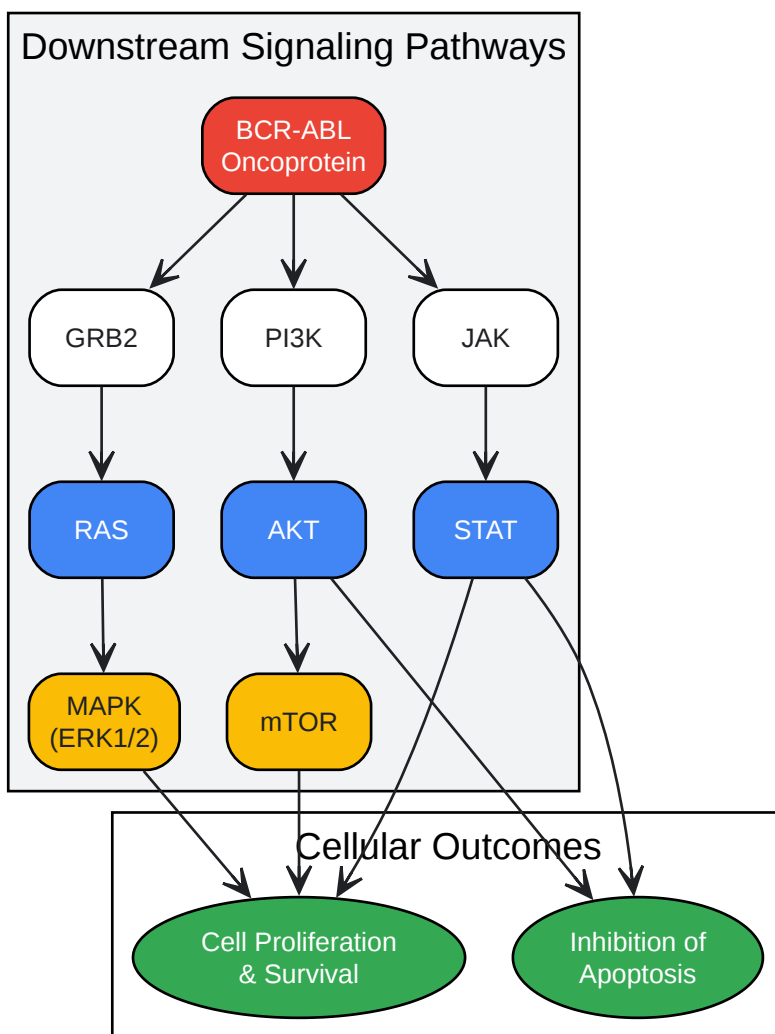 Downstream Signaling Pathways
BCR-ABL
Oncoprotein
GRB2
PI3K
JAK
RAS
AKT
STAT
MAPK
(ERK1/2)
mTOR
Cellular Outcomes
Cell Proliferation
& Survival
Inhibition of
Apoptosis